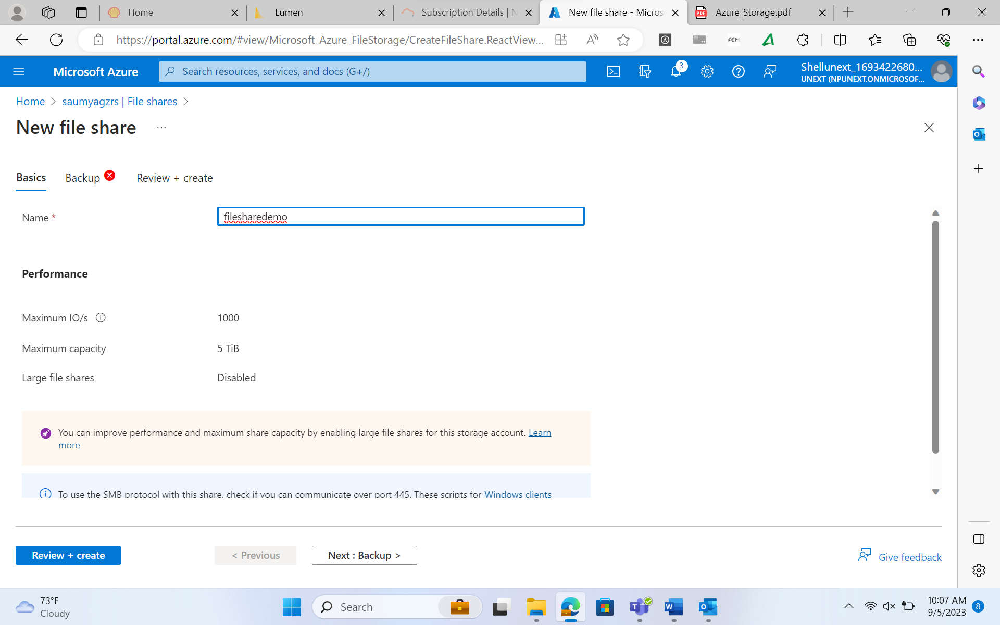 Home
Lumen
Subscription Details | N
New file share - Micros
Azure_Storage.pdf
https://portal.azure.com/#view/Microsoft_Azure_FileStorage/CreateFileShare.ReactView...
FCM
Microsoft Azure
Search resources, services, and docs (G+/)
3
Shellunext_1693422680...
UNEXT (NPUNEXT.ONMICROSOF...
Home > saumyagzrs | File shares >
New file share ...
Basics
Backup
Review + create
Name *
filesharedemo
Performance
Maximum IO/s
1000
Maximum capacity
5 TiB
Large file shares
Disabled
You can improve performance and maximum share capacity by enabling large file shares for this storage account. Learn
more
To use the SMB protocol with this share, check if you can communicate over port 445. These scripts for Windows clients
Review + create
< Previous
Next : Backup >
Give feedback
73°F
Cloudy
Search
10:07 AM
9/5/2023
8